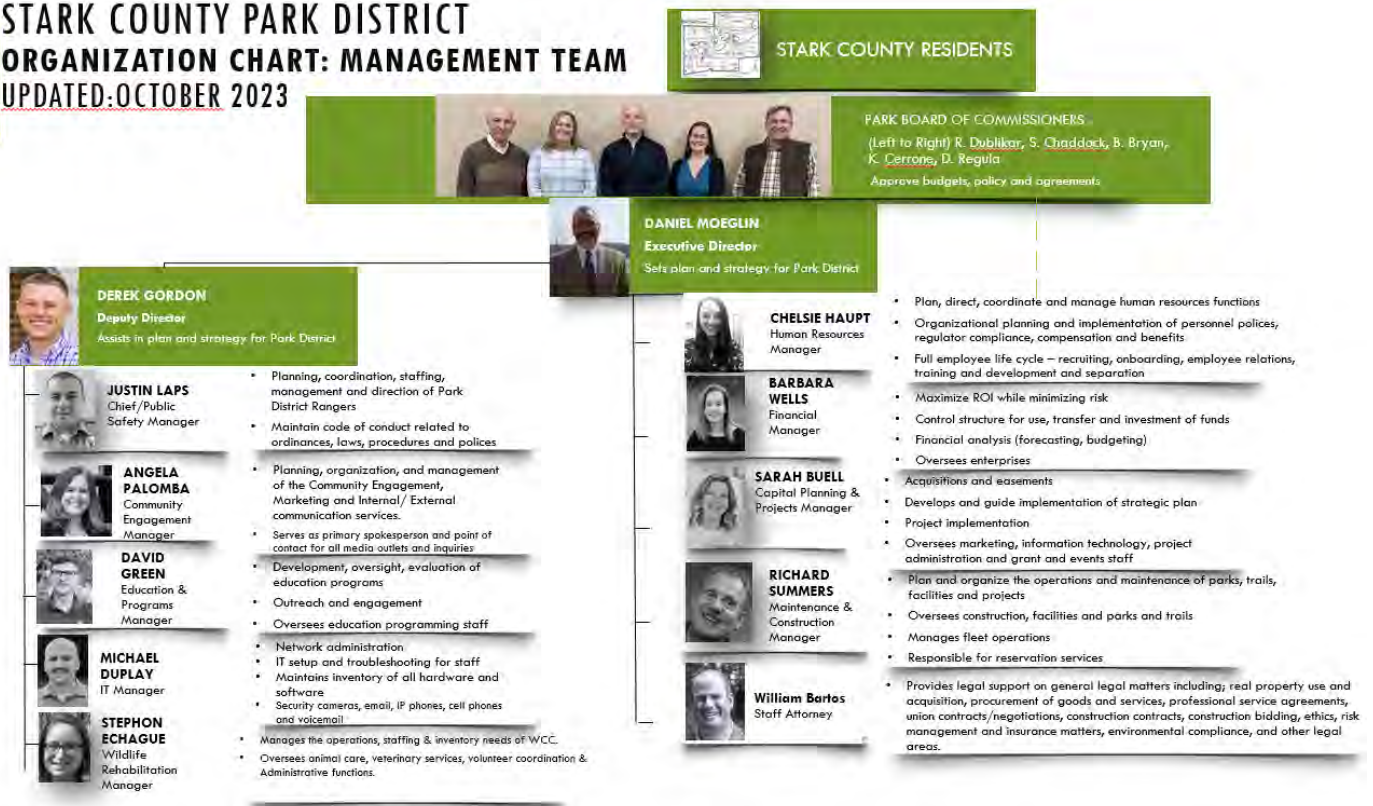 STARK COUNTY PARK DISTRICT
ORGANIZATION CHART: MANAGEMENT TEAM
UPDATED:OCTOBER 2023
STARK COUNTY RESIDENTS
PARK BOARD OF COMMISSIONERS
(Left to Right) R. Dublikar, S. Chaddock, B. Bryan,
K. Cerrone, D. Regula
Approve budgets, policy and agreements
DANIEL MOEGLIN
Executive Director
Sets plan and strategy for Park District
DEREK GORDON
Deputy Director
Assists in plan and strategy for Park District
JUSTIN LAPS
Chief/Public
Safety Manager
• Planning, coordination, staffing,
management and direction of Park
District Rangers
• Maintain code of conduct related to
ordinances, laws, procedures and polices
ANGELA
PALOMBA
Community
Engagement
Manager
• Planning, organization, and management
of the Community Engagement,
Marketing and Internal/ External
communication services.
• Serves as primary spokesperson and point of
contact for all media outlets and inquiries
DAVID
GREEN
Education &
Programs
Manager
• Development, oversight, evaluation of
education programs
• Outreach and engagement
• Oversees education programming staff
MICHAEL
DUPLAY
IT Manager
• Network administration
• IT setup and troubleshooting for staff
• Maintains inventory of all hardware and
software
• Security cameras, email, IP phones, cell phones
and voicemail
STEPHON
ECHAGUE
Wildlife
Rehabilitation
Manager
• Manages the operations, staffing & inventory needs of WCC.
• Oversees animal care, veterinary services, volunteer coordination &
Administrative functions.
CHELSIE HAUPT
Human Resources
Manager
• Plan, direct, coordinate and manage human resources functions
• Organizational planning and implementation of personnel polices,
regulator compliance, compensation and benefits
• Full employee life cycle – recruiting, onboarding, employee relations,
training and development and separation
BARBARA
WELLS
Financial
Manager
• Maximize ROI while minimizing risk
• Control structure for use, transfer and investment of funds
• Financial analysis (forecasting, budgeting)
• Oversees enterprises
SARAH BUELL
Capital Planning &
Projects Manager
• Acquisitions and easements
• Develops and guide implementation of strategic plan
• Project implementation
• Oversees marketing, information technology, project
administration and grant and events staff
RICHARD
SUMMERS
Maintenance &
Construction
Manager
• Plan and organize the operations and maintenance of parks, trails,
facilities and projects
• Oversees construction, facilities and parks and trails
• Manages fleet operations
• Responsible for reservation services
William Bartos
Staff Attorney
• Provides legal support on general legal matters including; real property use and
acquisition, procurement of goods and services, professional service agreements,
union contracts/negotiations, construction contracts, construction bidding, ethics, risk
management and insurance matters, environmental compliance, and other legal
areas.